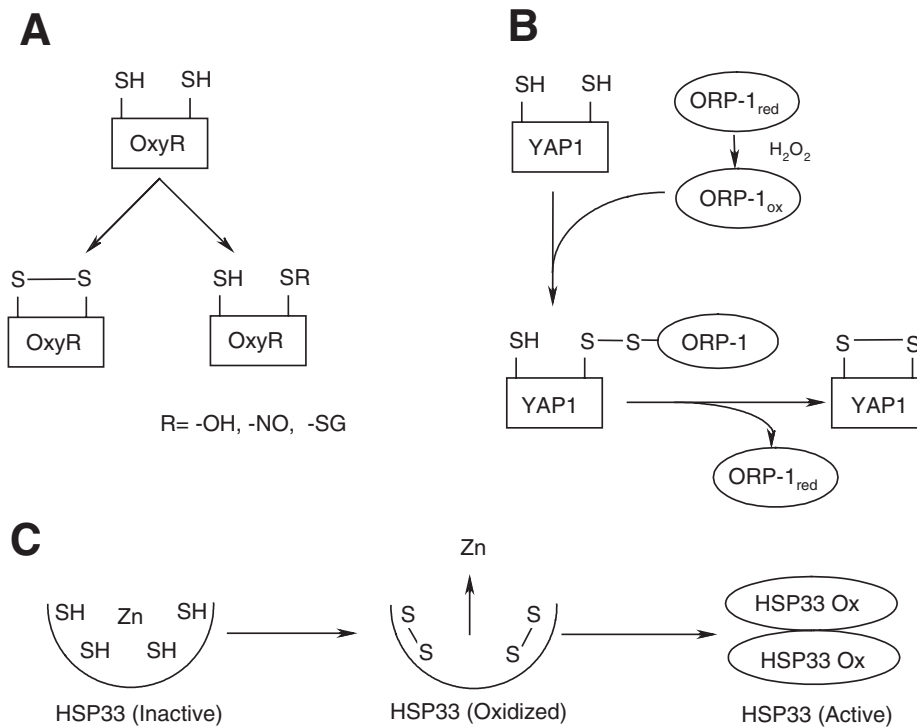 A
SH SH
OxyR
S S
OxyR
SH SR
OxyR
R= -OH, -NO, -SG
B
SH SH
YAP1
ORP-1red
H2O2
ORP-1ox
SH S S ORP-1
YAP1
S S
YAP1
ORP-1red
C
SH Zn SH
SH SH
HSP33 (Inactive)
Zn
S S
S S
HSP33 (Oxidized)
HSP33 Ox
HSP33 Ox
HSP33 (Active)